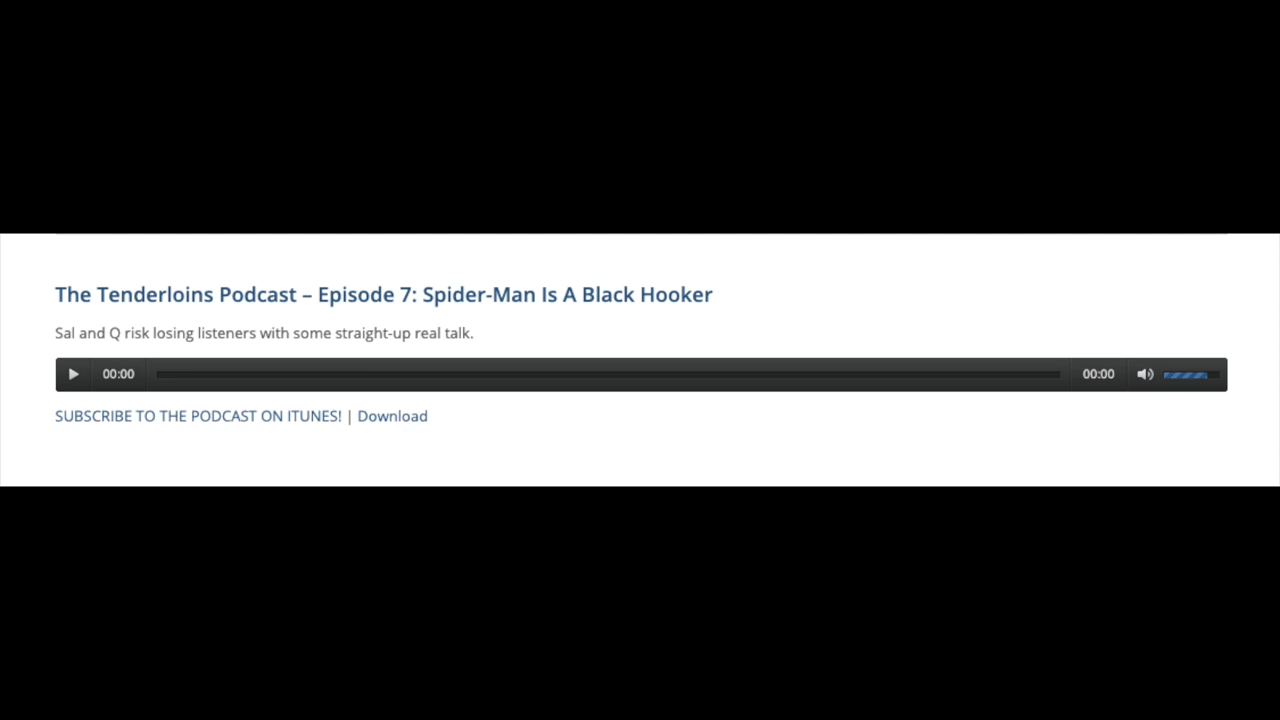 The Tenderloins Podcast – Episode 7: Spider-Man Is A Black Hooker
Sal and Q risk losing listeners with some straight-up real talk.
00:00 00:00
SUBSCRIBE TO THE PODCAST ON ITUNES! | Download